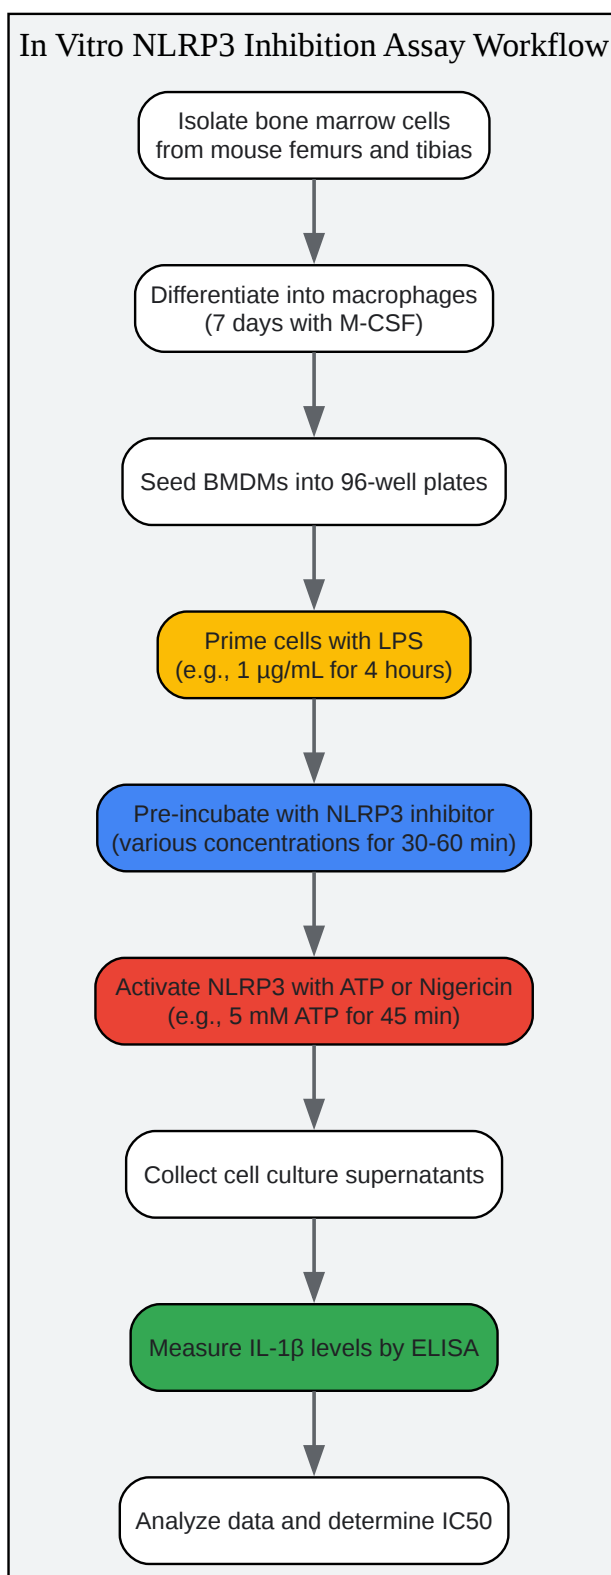 In Vitro NLRP3 Inhibition Assay Workflow
Isolate bone marrow cells
from mouse femurs and tibias
Differentiate into macrophages
(7 days with M-CSF)
Seed BMDMs into 96-well plates
Prime cells with LPS
(e.g., 1 µg/mL for 4 hours)
Pre-incubate with NLRP3 inhibitor
(various concentrations for 30-60 min)
Activate NLRP3 with ATP or Nigericin
(e.g., 5 mM ATP for 45 min)
Collect cell culture supernatants
Measure IL-1β levels by ELISA
Analyze data and determine IC50